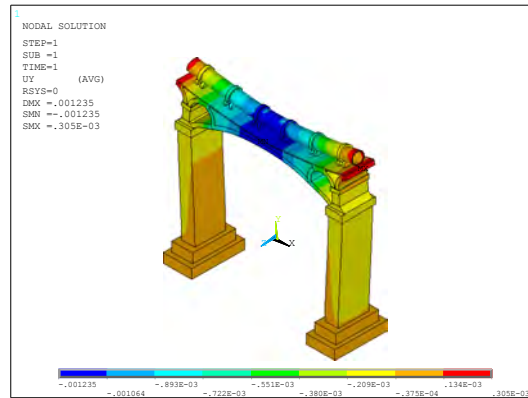 1
NODAL SOLUTION
STEP=1
SUB =1
TIME=1
UY (AVG)
RSYS=0
DMX =.001235
SMN =-.001235
SMX =.305E-03
Y
Z X
-.001235 -.893E-03 -.551E-03 -.209E-03 .134E-03
-.001064 -.722E-03 -.380E-03 -.375E-04 .305E-03